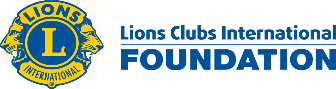 LIONS
L
INTERNATIONAL
Lions Clubs International
FOUNDATION